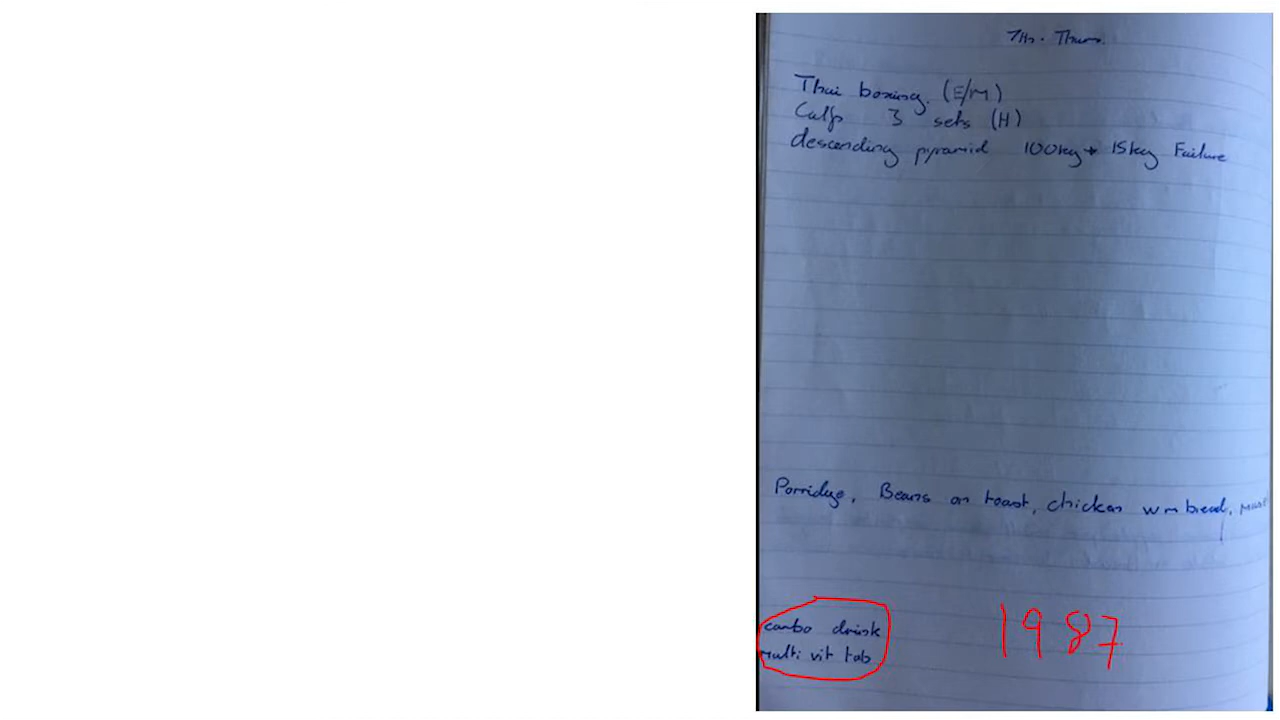 7th. Thurs.
Thai boxing. (E/M)
Calfs 3 sets (H)
descending pyramid 100kg → 15kg Failure
Porridge, Beans on toast, chicken wm bread,
carbo drink
multi vit tab
1987